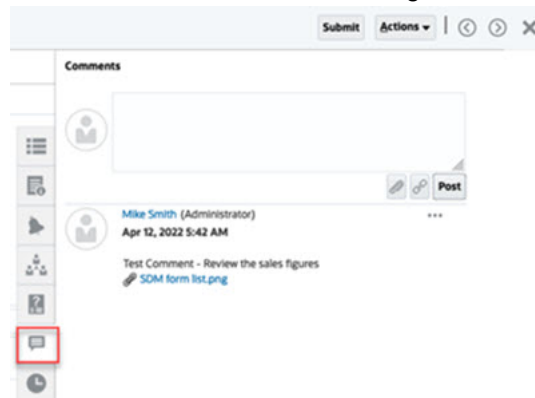 Submit Actions
Comments
Post
Mike Smith (Administrator)
Apr 12, 2022 5:42 AM
Test Comment - Review the sales figures
SDM form list.png